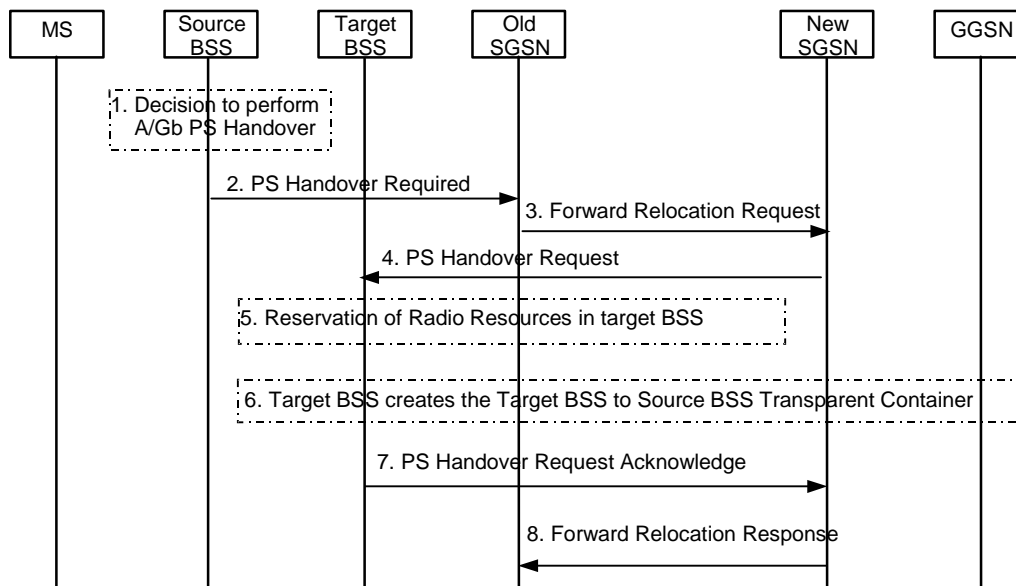 MS
Source
BSS
Target
BSS
Old
SGSN
New
SGSN
GGSN
1. Decision to perform
A/Gb PS Handover
2. PS Handover Required
3. Forward Relocation Request
4. PS Handover Request
5. Reservation of Radio Resources in target BSS
6. Target BSS creates the Target BSS to Source BSS Transparent Container
7. PS Handover Request Acknowledge
8. Forward Relocation Response